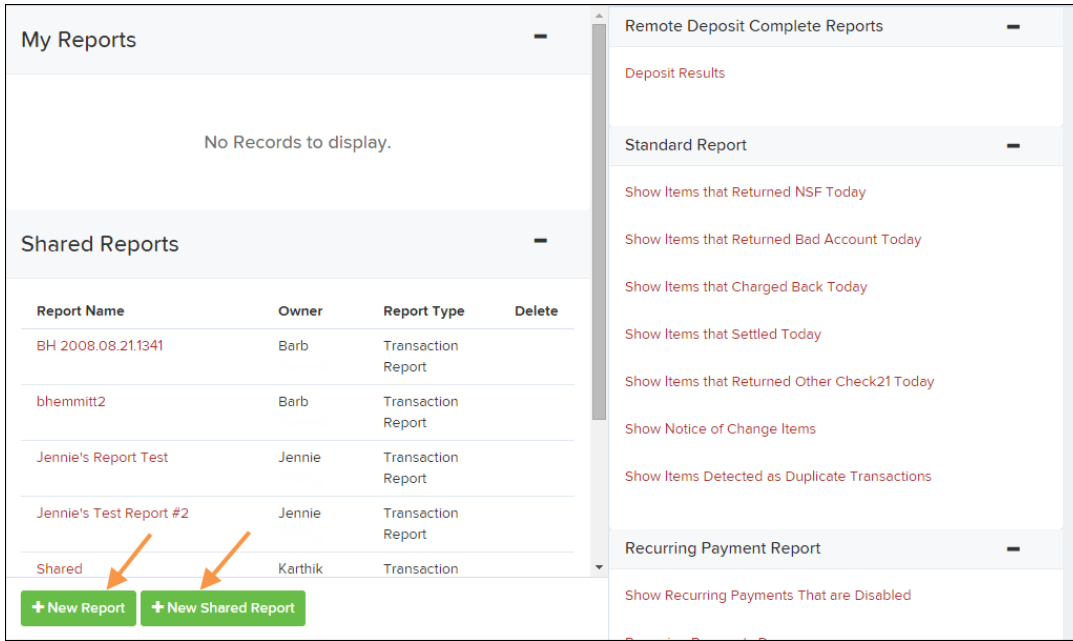 My Reports
No Records to display.
Shared Reports
Report Name Owner Report Type Delete
BH 2008.08.21.1341 Barb Transaction
Report
bhemmitt2 Barb Transaction
Report
Jennie's Report Test Jennie Transaction
Report
Jennie's Test Report #2 Jennie Transaction
Report
Shared Karthik Transaction
+ New Report + New Shared Report
Remote Deposit Complete Reports
Deposit Results
Standard Report
Show Items that Returned NSF Today
Show Items that Returned Bad Account Today
Show Items that Charged Back Today
Show Items that Settled Today
Show Items that Returned Other Check21 Today
Show Notice of Change Items
Show Items Detected as Duplicate Transactions
Recurring Payment Report
Show Recurring Payments That are Disabled